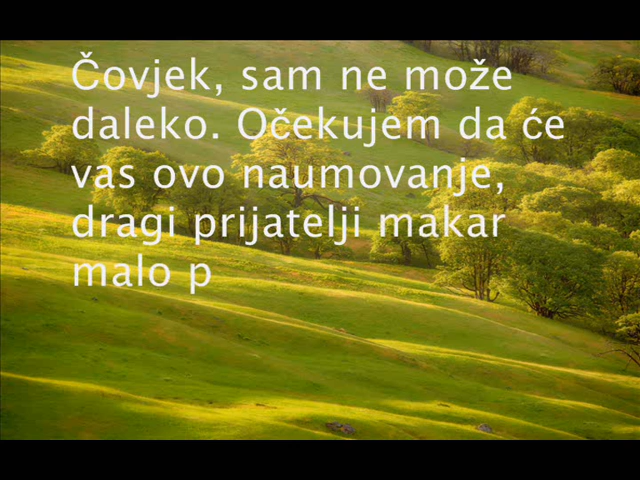 Čovjek, sam ne može
daleko. Očekujem da će
vas ovo naumovanje,
dragi prijatelji makar
malo p